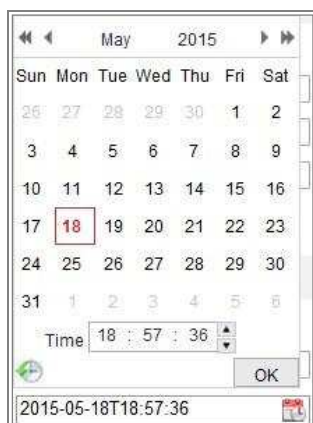 May 2015
Sun Mon Tue Wed Thu Fri Sat
26 27 28 29 30 1 2
3 4 5 6 7 8 9
10 11 12 13 14 15 16
17 18 19 20 21 22 23
24 25 26 27 28 29 30
31 1 2 3 4 5 6
Time 18 : 57 : 36
OK
2015-05-18T18:57:36